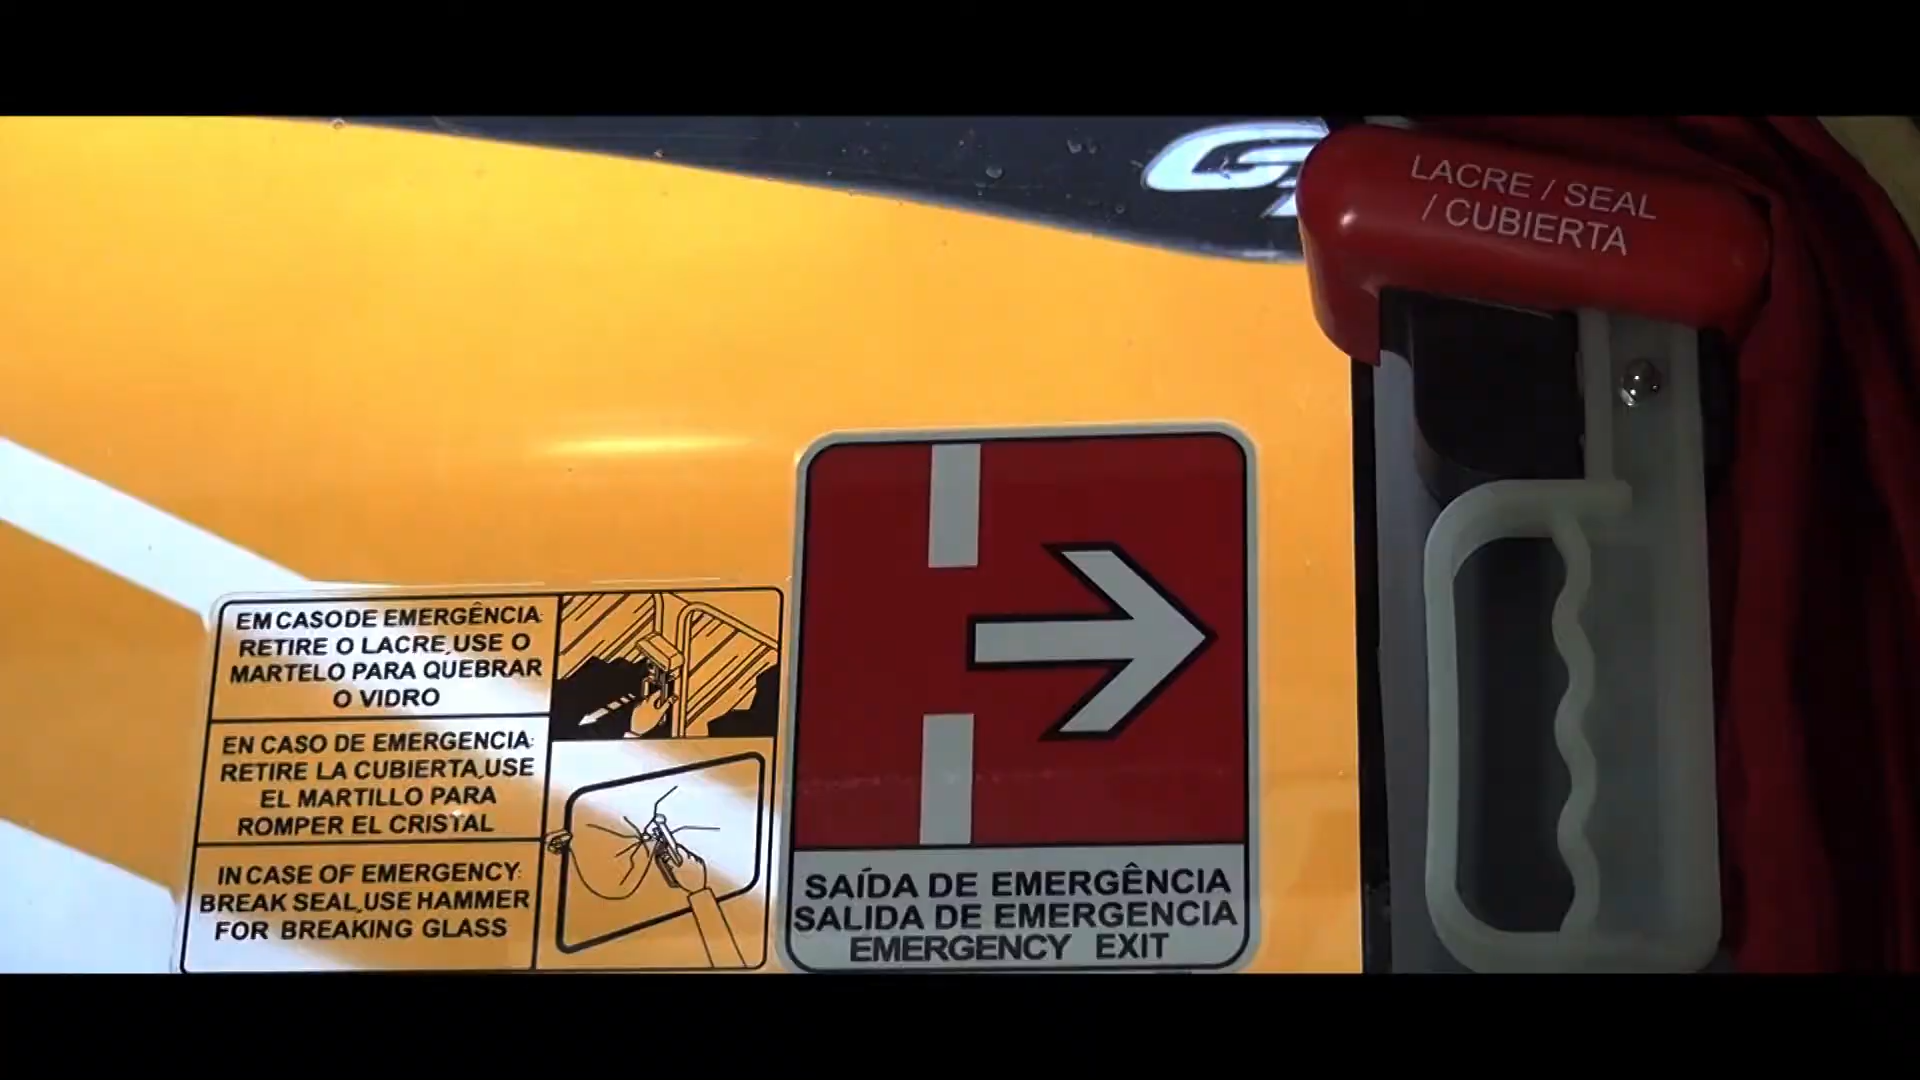 LACRE / SEAL
/ CUBIERTA
EM CASO DE EMERGÊNCIA:
RETIRE O LACRE,USE O
MARTELO PARA QUEBRAR
O VIDRO
EN CASO DE EMERGENCIA:
RETIRE LA CUBIERTA,USE
EL MARTILLO PARA
ROMPER EL CRISTAL
IN CASE OF EMERGENCY:
BREAK SEAL,USE HAMMER
FOR BREAKING GLASS
SAÍDA DE EMERGÊNCIA
SALIDA DE EMERGENCIA
EMERGENCY EXIT